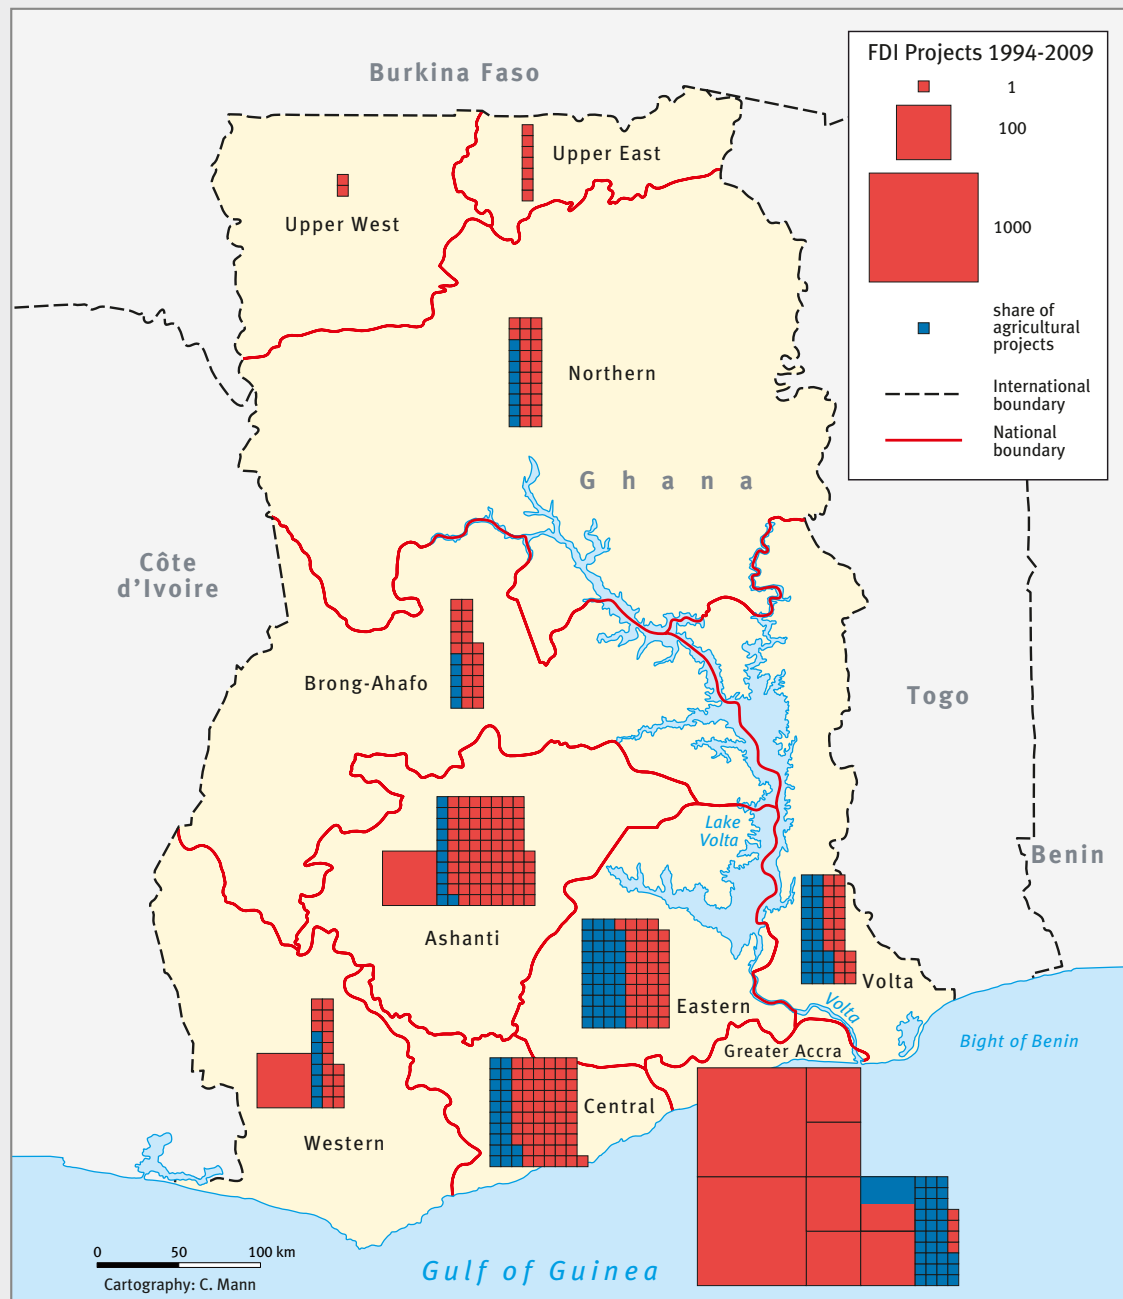 FDI Projects 1994-2009
1
100
1000
share of
agricultural
projects
International
boundary
National
boundary
Burkina Faso
Upper East
Upper West
Northern
Ghana
Côte
d'Ivoire
Brong-Ahafo
Togo
Lake
Volta
Benin
Ashanti
Volta
Eastern
Volta
Greater Accra
Bight of Benin
Central
Western
0 50 100 km
Cartography: C. Mann
Gulf of Guinea